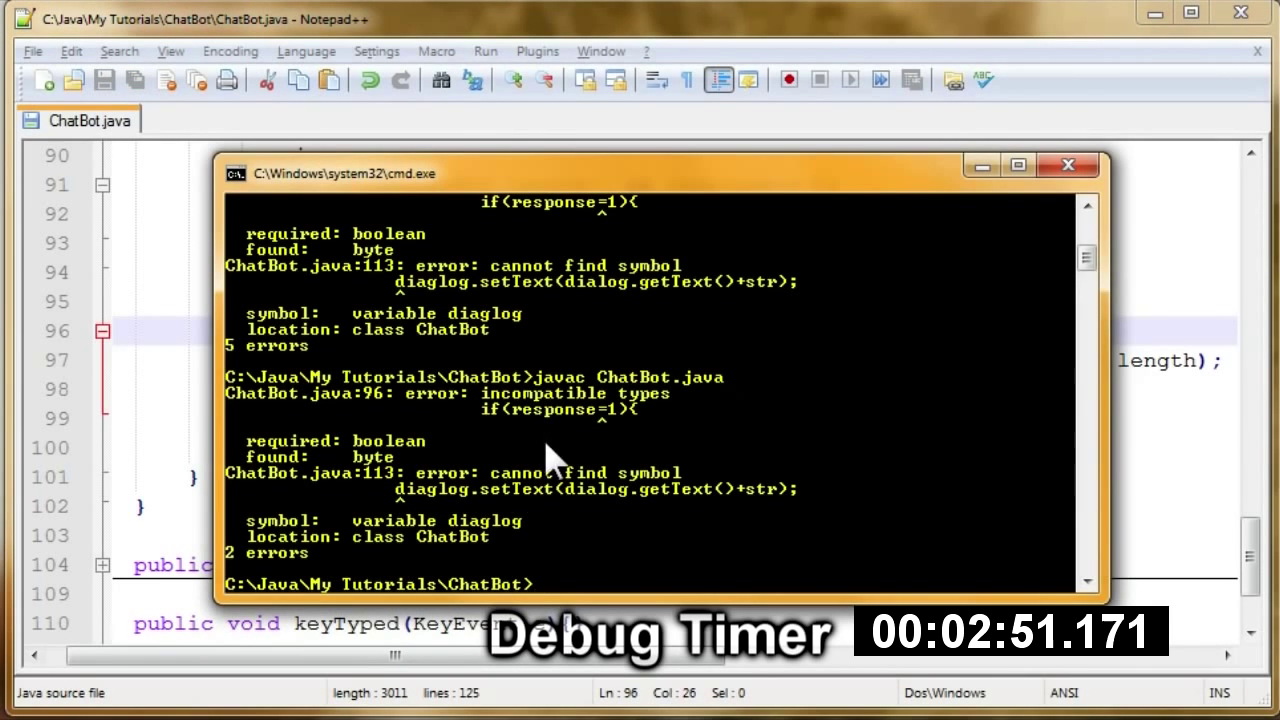 C:\Java\My Tutorials\ChatBot\ChatBot.java - Notepad++
File Edit Search View Encoding Language Settings Macro Run Plugins Window ? X
ChatBot.java
90
91
92
93
94
95
96
97 length);
98
99
100
101 }
102 }
103
104 public
109
110 public void keyTyped(KeyEve
C:\Windows\system32\cmd.exe
if(response=1){
^
required: boolean
found: byte
ChatBot.java:113: error: cannot find symbol
diaglog.setText(dialog.getText()+str);
^
symbol: variable diaglog
location: class ChatBot
5 errors
C:\Java\My Tutorials\ChatBot>javac ChatBot.java
ChatBot.java:96: error: incompatible types
if(response=1){
^
required: boolean
found: byte
ChatBot.java:113: error: cannot find symbol
diaglog.setText(dialog.getText()+str);
^
symbol: variable diaglog
location: class ChatBot
2 errors
C:\Java\My Tutorials\ChatBot>
Debug Timer 00:02:51.171
Java source file length : 3011 lines : 125 Ln : 96 Col : 26 Sel : 0 Dos\Windows ANSI INS